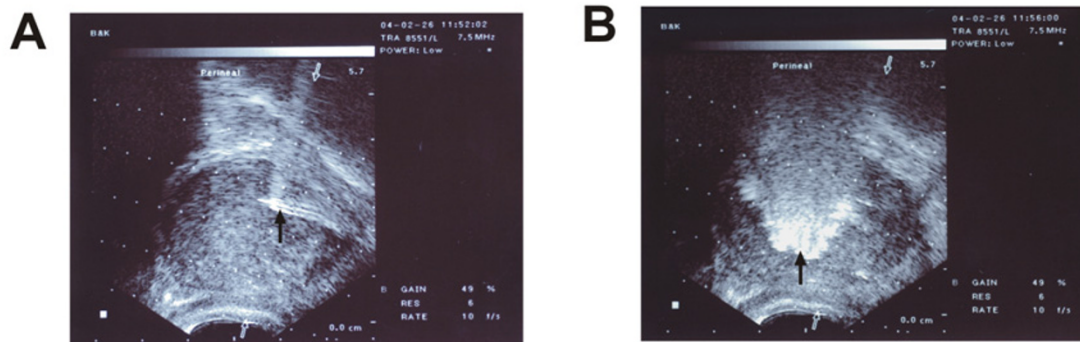 A
B&K
04-02-26 11:52:02
TRA 8551/L 7.5MHz
POWER: Low *
Perineal
5.7
B GAIN 49 %
RES 6
RATE 10 f/s
0.0 cm
B
B&K
04-02-26 11:56:00
TRA 8551/L 7.5MHz
POWER: Low *
Perineal
5.7
B GAIN 49 %
RES 6
RATE 10 f/s
0.0 cm